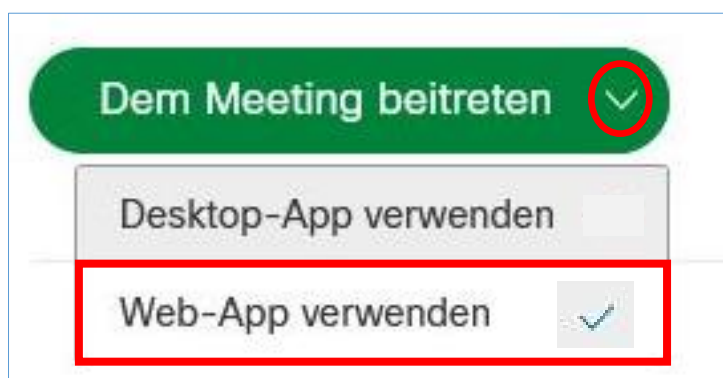 Dem Meeting beitreten
Desktop-App verwenden
Web-App verwenden